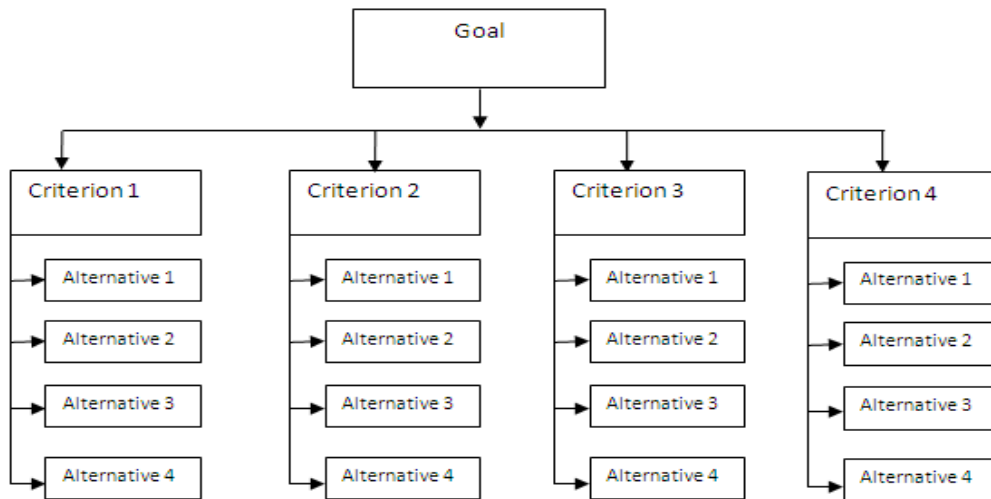 Goal
Criterion 1
Criterion 2
Criterion 3
Criterion 4
Alternative 1
Alternative 1
Alternative 1
Alternative 1
Alternative 2
Alternative 2
Alternative 2
Alternative 2
Alternative 3
Alternative 3
Alternative 3
Alternative 3
Alternative 4
Alternative 4
Alternative 4
Alternative 4